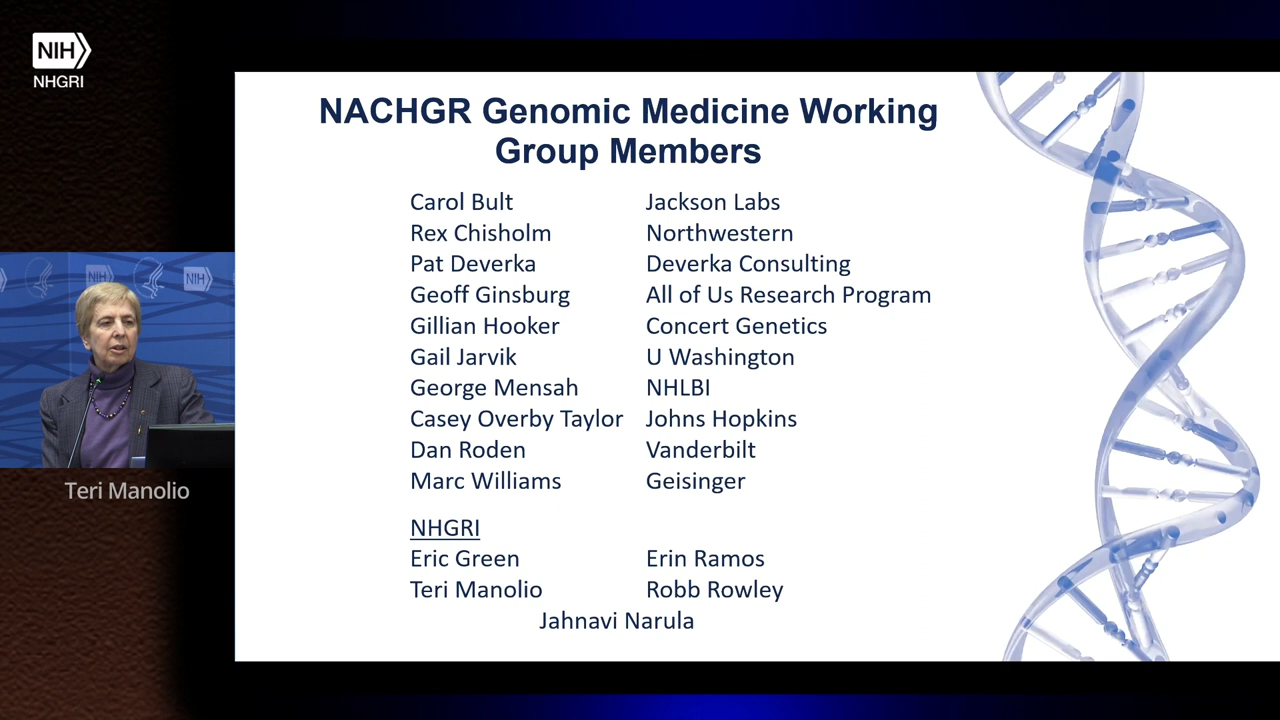 NIH
NHGRI
NACHGR Genomic Medicine Working
Group Members
Carol Bult Jackson Labs
Rex Chisholm Northwestern
Pat Deverka Deverka Consulting
Geoff Ginsburg All of Us Research Program
Gillian Hooker Concert Genetics
Gail Jarvik U Washington
George Mensah NHLBI
Casey Overby Taylor Johns Hopkins
Dan Roden Vanderbilt
Marc Williams Geisinger
NHGRI
Eric Green Erin Ramos
Teri Manolio Robb Rowley
Jahnavi Narula
NIH
NIH
Teri Manolio